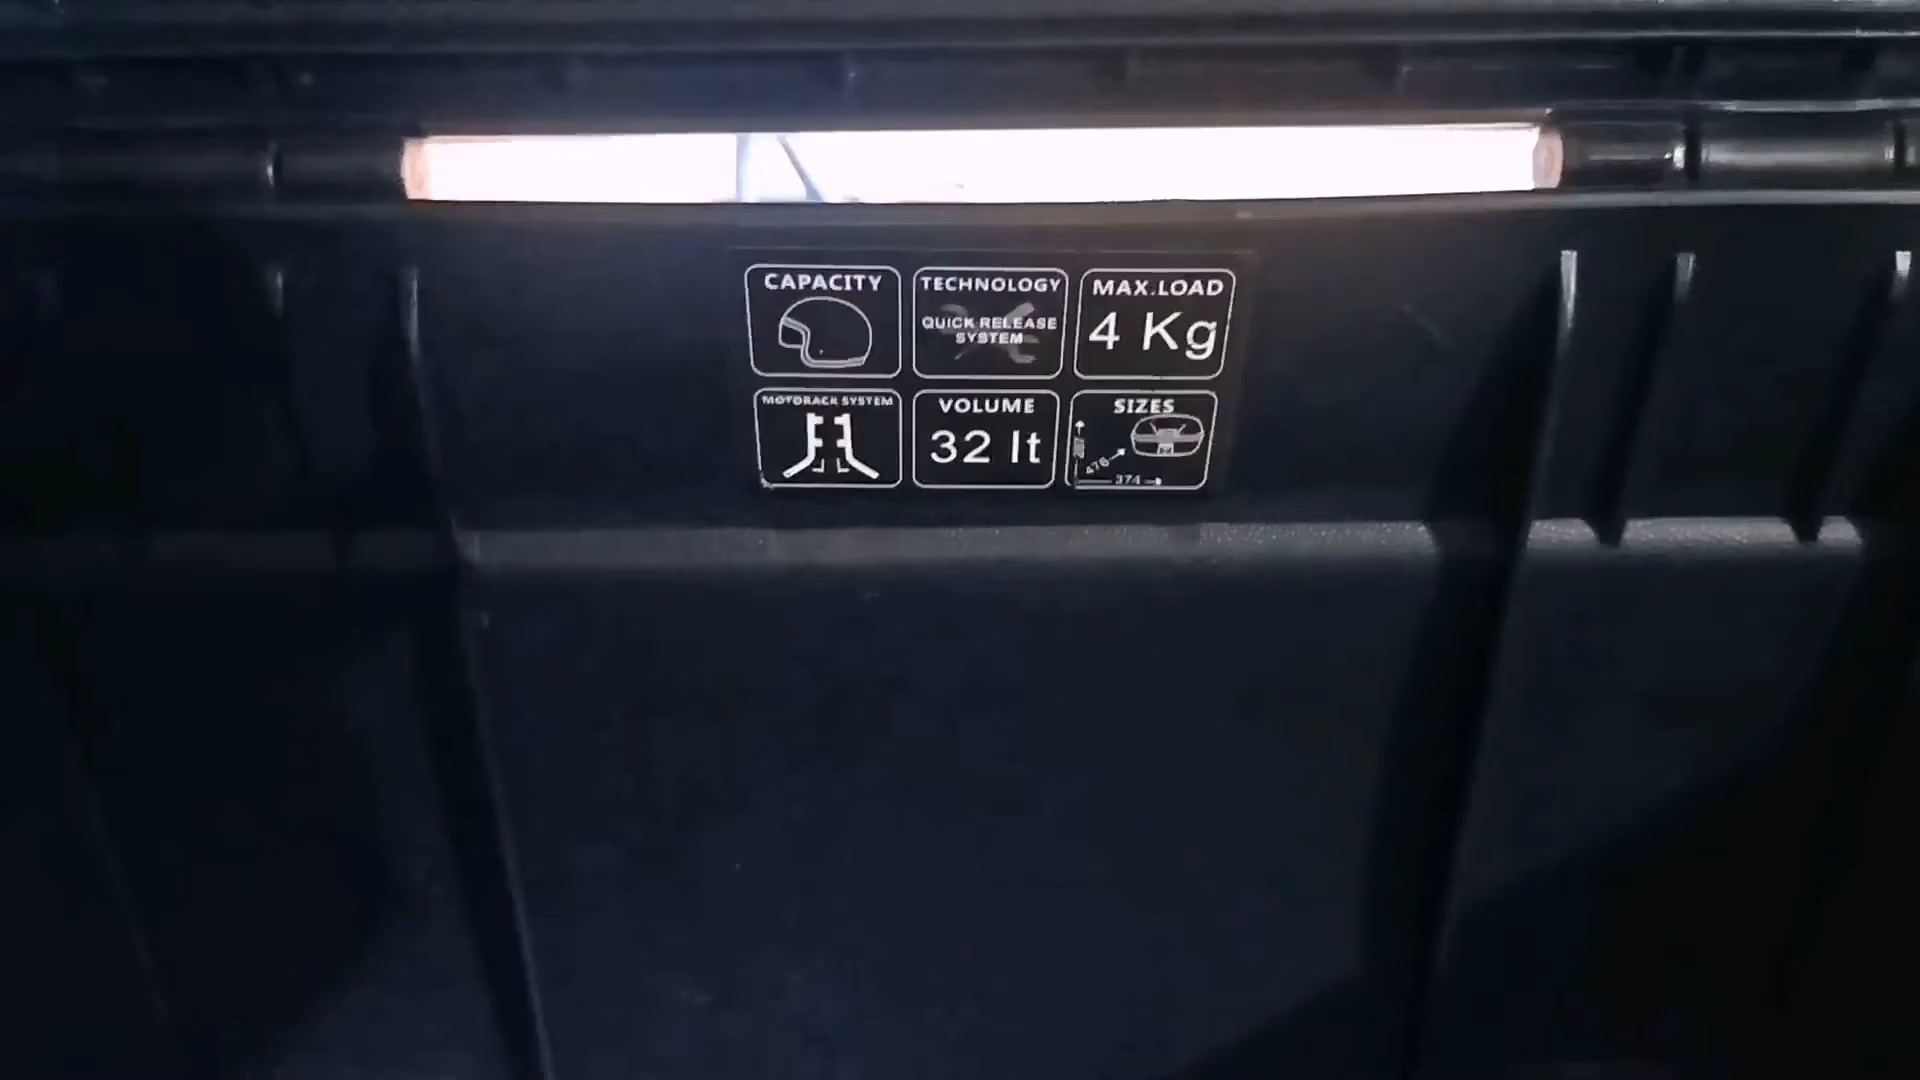 CAPACITY
TECHNOLOGY
QUICK RELEASE
SYSTEM
MAX.LOAD
4 Kg
MOTORACK SYSTEM
VOLUME
32 lt
SIZES
476
374